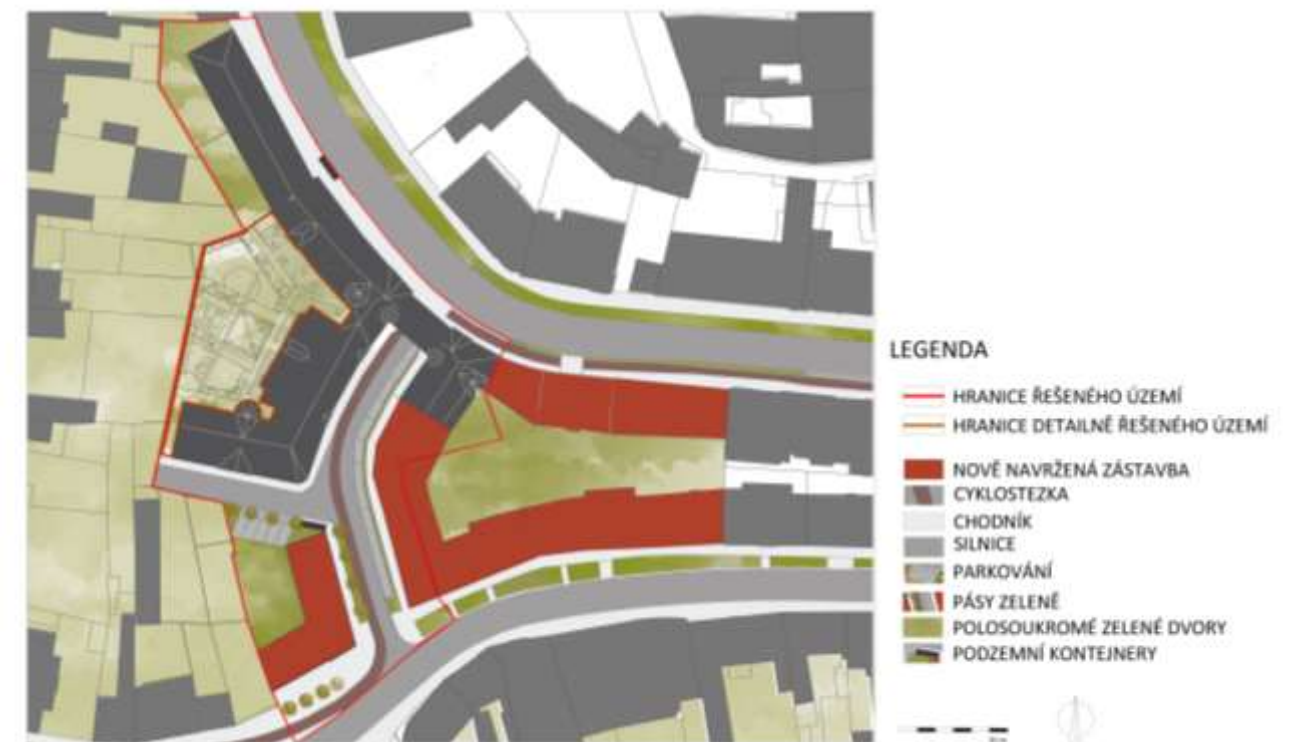 LEGENDA
HRANICE ŘEŠENÉHO ÚZEMÍ
HRANICE DETAILNĚ ŘEŠENÉHO ÚZEMÍ
NOVĚ NAVRŽENÁ ZÁSTAVBA
CYKLOSTEZKA
CHODNÍK
SILNICE
PARKOVÁNÍ
PÁSY ZELENĚ
POLOSOUKROMÉ ZELENÉ DVORY
PODZEMNÍ KONTEJNERY